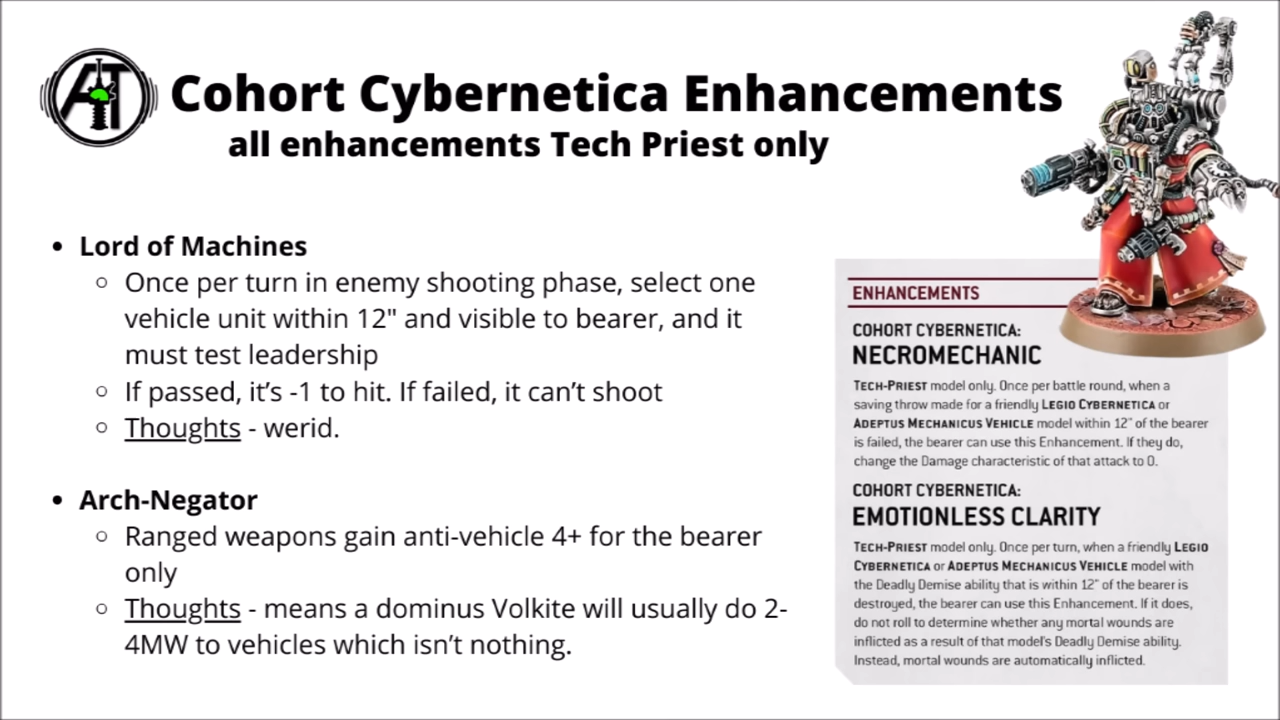 AT
Cohort Cybernetica Enhancements
all enhancements Tech Priest only
• Lord of Machines
○ Once per turn in enemy shooting phase, select one
vehicle unit within 12" and visible to bearer, and it
must test leadership
○ If passed, it’s -1 to hit. If failed, it can’t shoot
○ Thoughts - werid.
• Arch-Negator
○ Ranged weapons gain anti-vehicle 4+ for the bearer
only
○ Thoughts - means a dominus Volkite will usually do 2-
4MW to vehicles which isn’t nothing.
ENHANCEMENTS
COHORT CYBERNETICA:
NECROMECHANIC
TECH-PRIEST model only. Once per battle round, when a
saving throw made for a friendly LEGIO CYBERNETICA or
ADEPTUS MECHANICUS VEHICLE model within 12" of the bearer
is failed, the bearer can use this Enhancement. If they do,
change the Damage characteristic of that attack to 0.
COHORT CYBERNETICA:
EMOTIONLESS CLARITY
TECH-PRIEST model only. Once per turn, when a friendly LEGIO
CYBERNETICA or ADEPTUS MECHANICUS VEHICLE model with
the Deadly Demise ability that is within 12" of the bearer is
destroyed, the bearer can use this Enhancement. If it does,
do not roll to determine whether any mortal wounds are
inflicted as a result of that model's Deadly Demise ability.
Instead, mortal wounds are automatically inflicted.